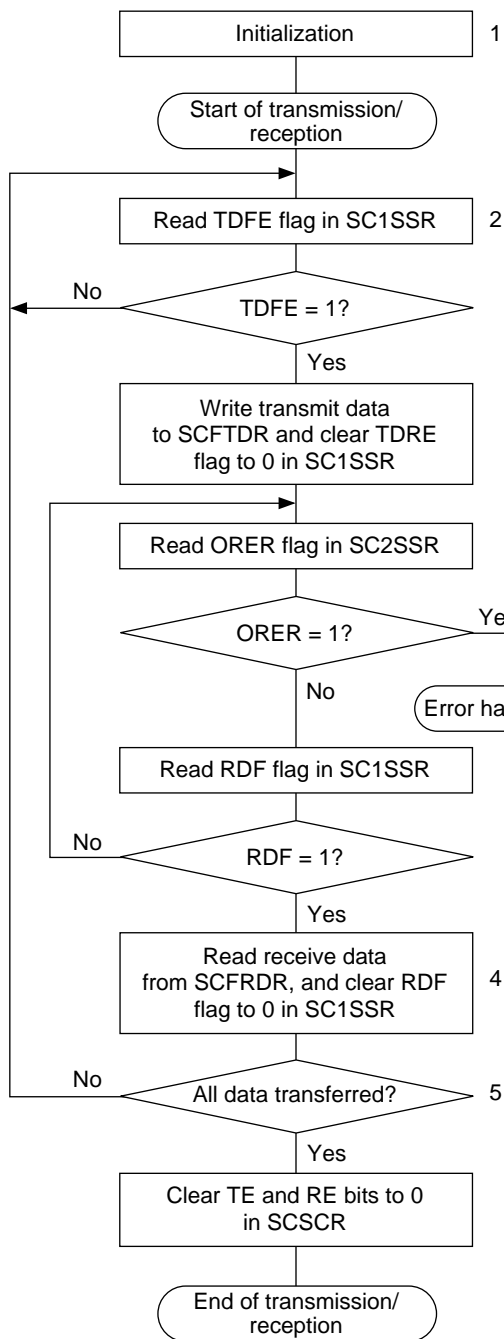 Initialization
1
Start of transmission/
reception
Read TDFE flag in SC1SSR
2
No
TDFE = 1?
Yes
Write transmit data
to SCFTDR and clear TDRE
flag to 0 in SC1SSR
Read ORER flag in SC2SSR
ORER = 1?
No
Error
Read RDF flag in SC1SSR
No
RDF = 1?
Yes
Read receive data
from SCFRDR, and clear RDF
flag to 0 in SC1SSR
4
No
All data transferred?
5
Yes
Clear TE and RE bits to 0
in SCSCR
End of transmission/
reception